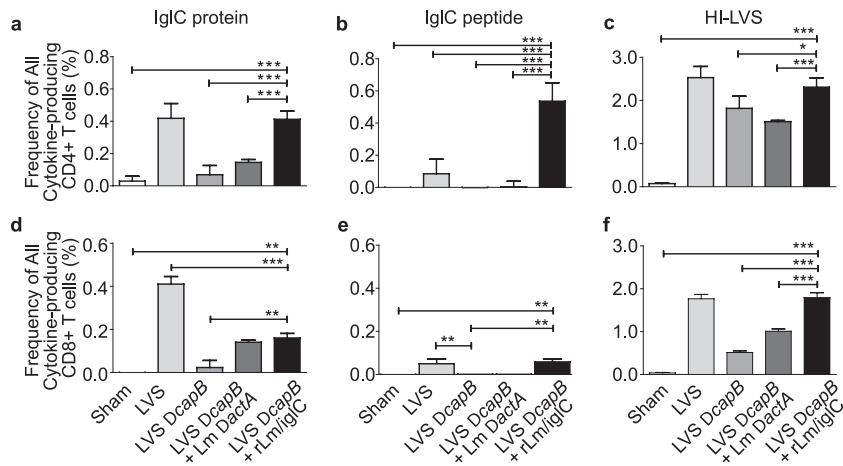 IglC protein
IglC peptide
HI-LVS
a
b
c
Frequency of All
Cytokine-producing
CD4+ T cells (%)
0.8
0.6
0.4
0.2
0.0
***
***
***
0.8
0.6
0.4
0.2
0.0
***
***
***
***
3.0
2.0
1.0
0.0
***
*
***
d
e
f
Frequency of All
Cytokine-producing
CD8+ T cells (%)
0.6
0.4
0.2
0.0
**
***
**
0.6
0.4
0.2
0.0
**
**
**
3.0
2.0
1.0
0.0
***
***
***
Sham
LVS
LVS DcapB
LVS DcapB
+ Lm DactA
LVS DcapB
+ rLm/iglC
Sham
LVS
LVS DcapB
LVS DcapB
+ Lm DactA
LVS DcapB
+ rLm/iglC
Sham
LVS
LVS DcapB
LVS DcapB
+ Lm DactA
LVS DcapB
+ rLm/iglC